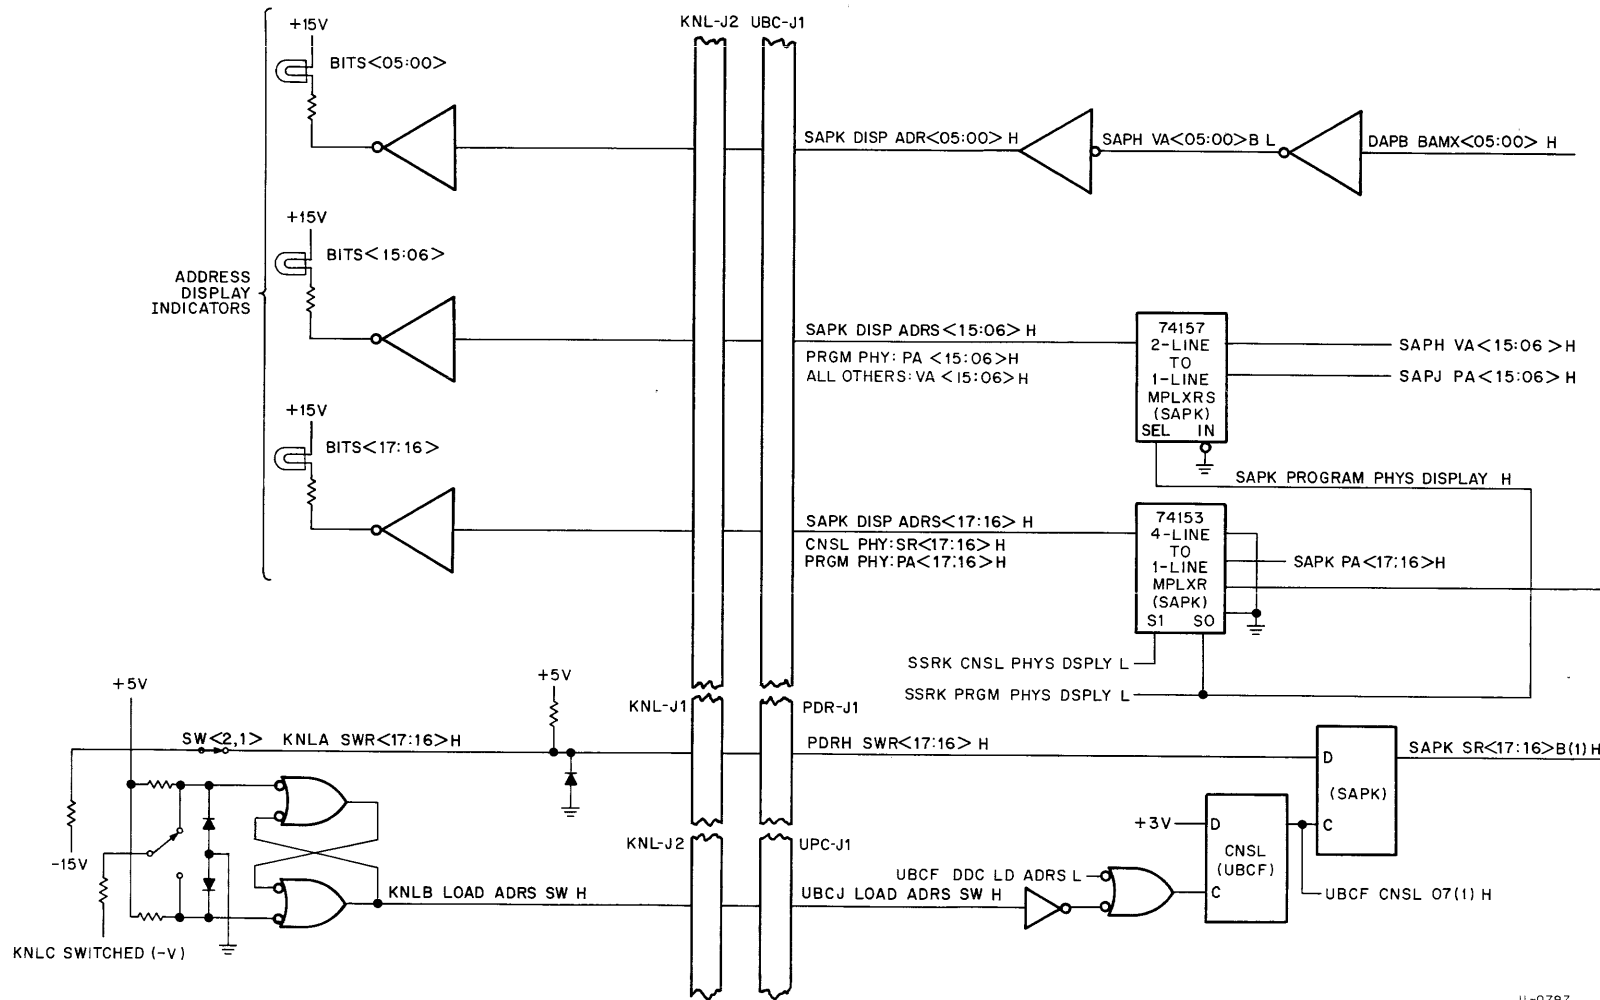 KNL-J2 UBC-J1
+15V
BITS<05:00>
SAPK DISP ADR<05:00> H
SAPH VA<05:00>B L
DAPB BAMX<05:00> H
+15V
BITS<15:06>
ADDRESS
DISPLAY
INDICATORS
SAPK DISP ADRS<15:06> H
PRGM PHY: PA <15:06>H
ALL OTHERS: VA <15:06>H
74157
2-LINE
TO
1-LINE
MPLXRS
(SAPK)
SEL IN
SAPH VA<15:06>H
SAPJ PA<15:06>H
SAPK PROGRAM PHYS DISPLAY H
+15V
BITS<17:16>
SAPK DISP ADRS<17:16> H
CNSL PHY:SR<17:16>H
PRGM PHY:PA<17:16>H
74153
4-LINE
TO
1-LINE
MPLXR
(SAPK)
S1 S0
SAPK PA<17:16>H
SSRK CNSL PHYS DSPLY L
SSRK PRGM PHYS DSPLY L
+5V
+5V
KNL-J1
PDR-J1
SW<2,1> KNLA SWR<17:16>H
PDRH SWR<17:16> H
D
(SAPK)
C
SAPK SR<17:16>B(1) H
-15V
KNL-J2
UPC-J1
+3V
D
CNSL
(UBCF)
C
UBCF DDC LD ADRS L
KNLB LOAD ADRS SW H
UBCJ LOAD ADRS SW H
UBCF CNSL 07(1) H
KNLC SWITCHED (-V)